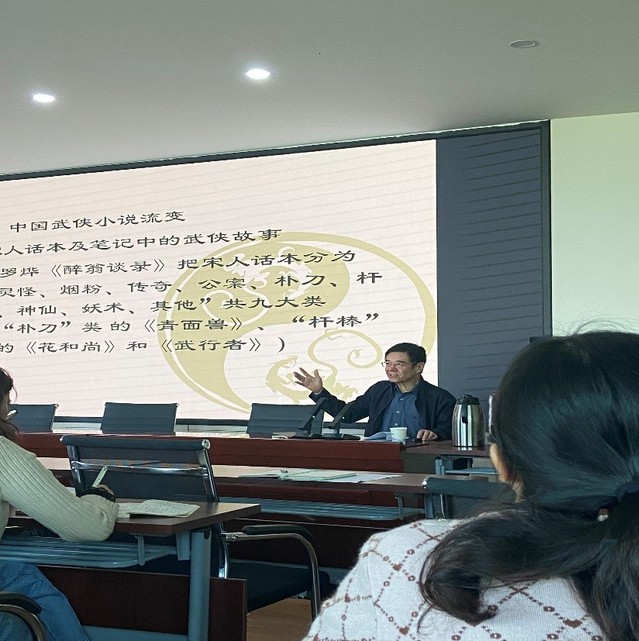 中国武侠小说流变
人话本及笔记中的武侠故事
罗烨《醉翁谈录》把宋人话本分为
灵怪、烟粉、传奇、公案、朴刀、杆
、神仙、妖术、其他”共九大类
“朴刀”类的《青面兽》、“杆棒”
的《花和尚》和《武行者》)